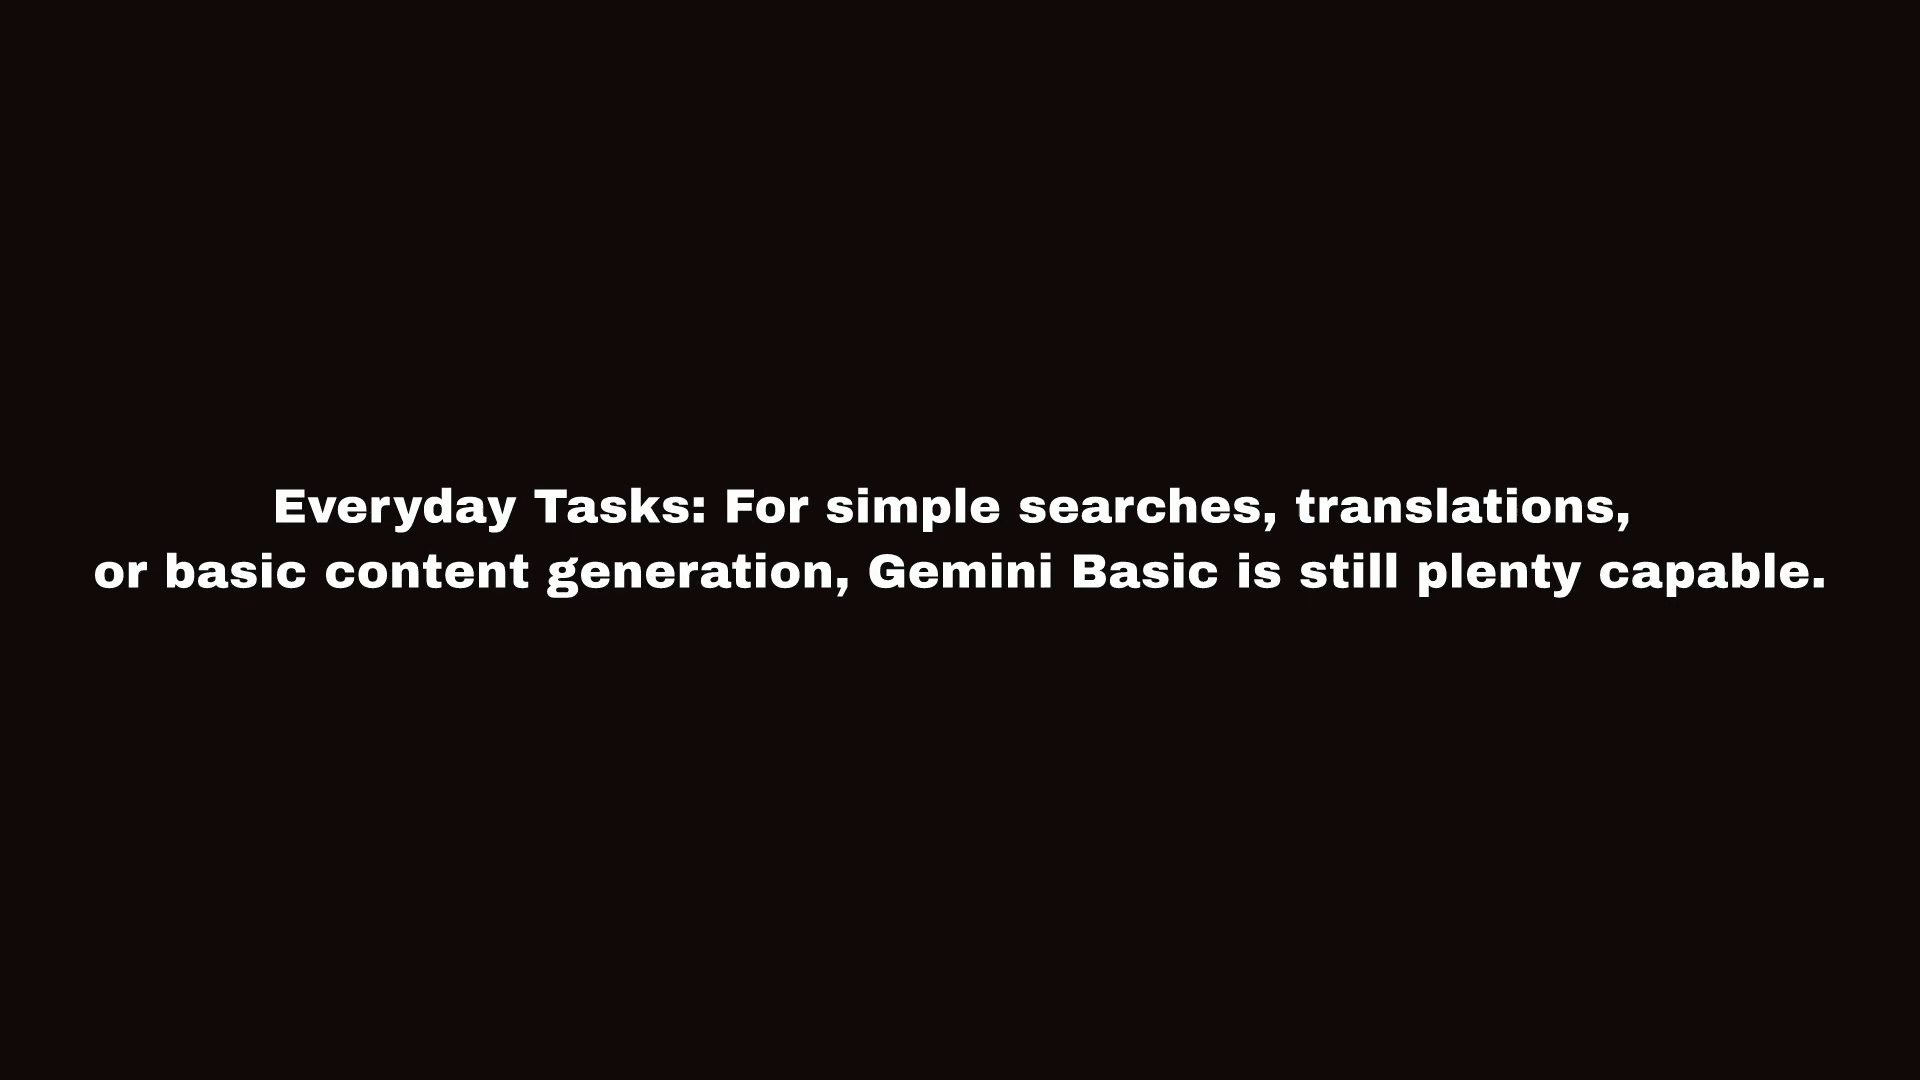 Everyday Tasks: For simple searches, translations,
or basic content generation, Gemini Basic is still plenty capable.